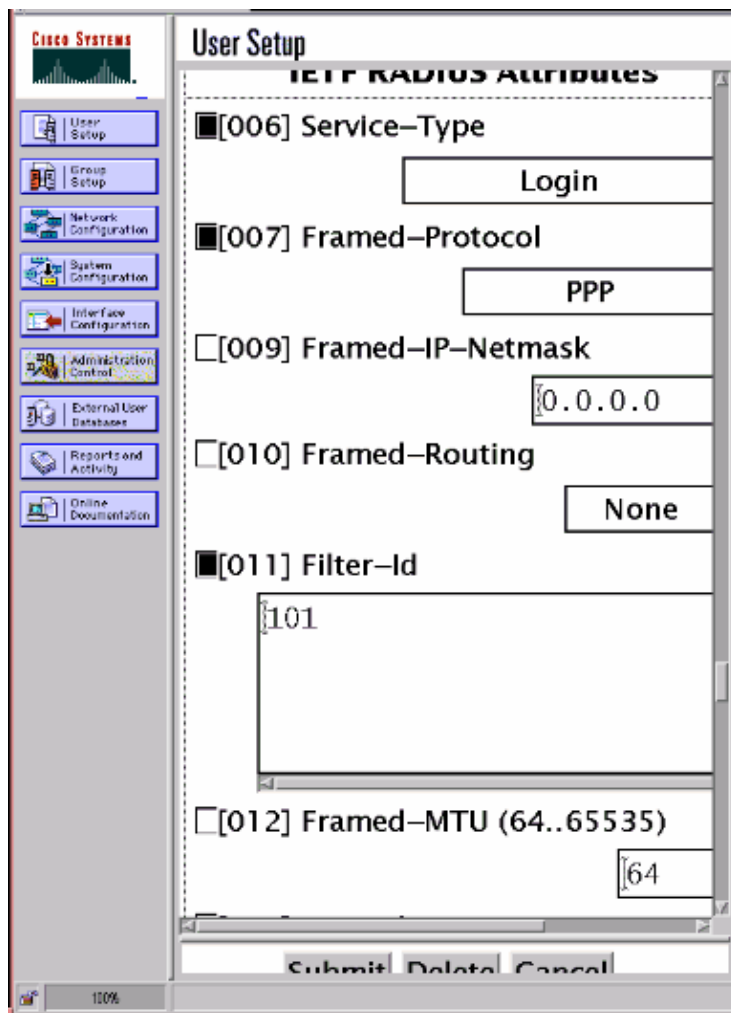 CISCO SYSTEMS
User Setup
IETF RADIUS Attributes
User
Setup
Group
Setup
Network
Configuration
System
Configuration
Interface
Configuration
Administration
Control
External User
Databases
Reports and
Activity
Online
Documentation
[006] Service–Type
Login
[007] Framed–Protocol
PPP
[009] Framed–IP–Netmask
0.0.0.0
[010] Framed–Routing
None
[011] Filter–Id
101
[012] Framed–MTU (64..65535)
64
Submit Delete Cancel
100%